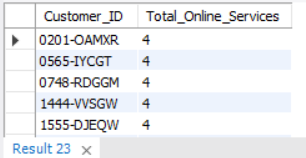 Customer_ID Total_Online_Services
0201-OAMXR 4
0565-IYCGT 4
0748-RDGGM 4
1444-VVSGW 4
1555-DJEQW 4
Result 23 ×